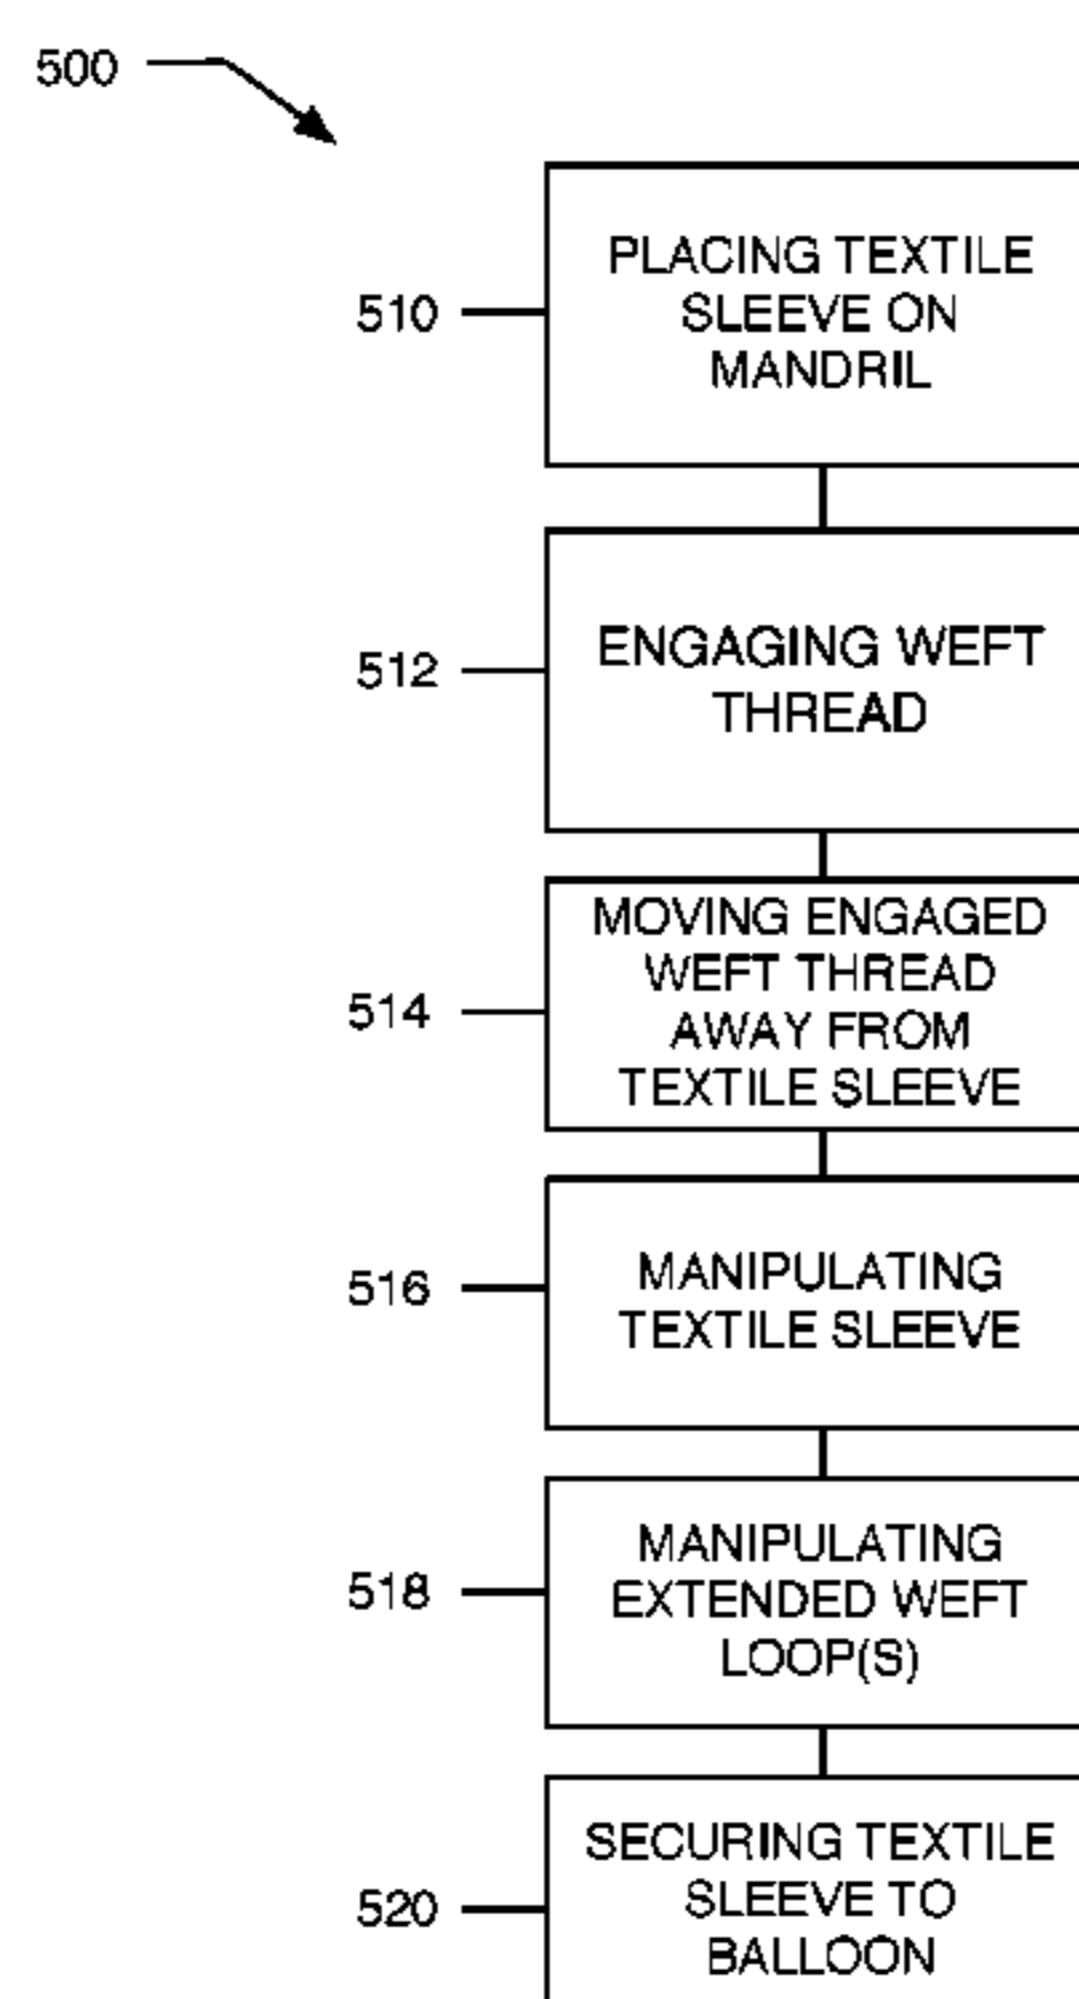 500
510
PLACING TEXTILE
SLEEVE ON
MANDRIL
512
ENGAGING WEFT
THREAD
514
MOVING ENGAGED
WEFT THREAD
AWAY FROM
TEXTILE SLEEVE
516
MANIPULATING
TEXTILE SLEEVE
518
MANIPULATING
EXTENDED WEFT
LOOP(S)
520
SECURING TEXTILE
SLEEVE TO
BALLOON